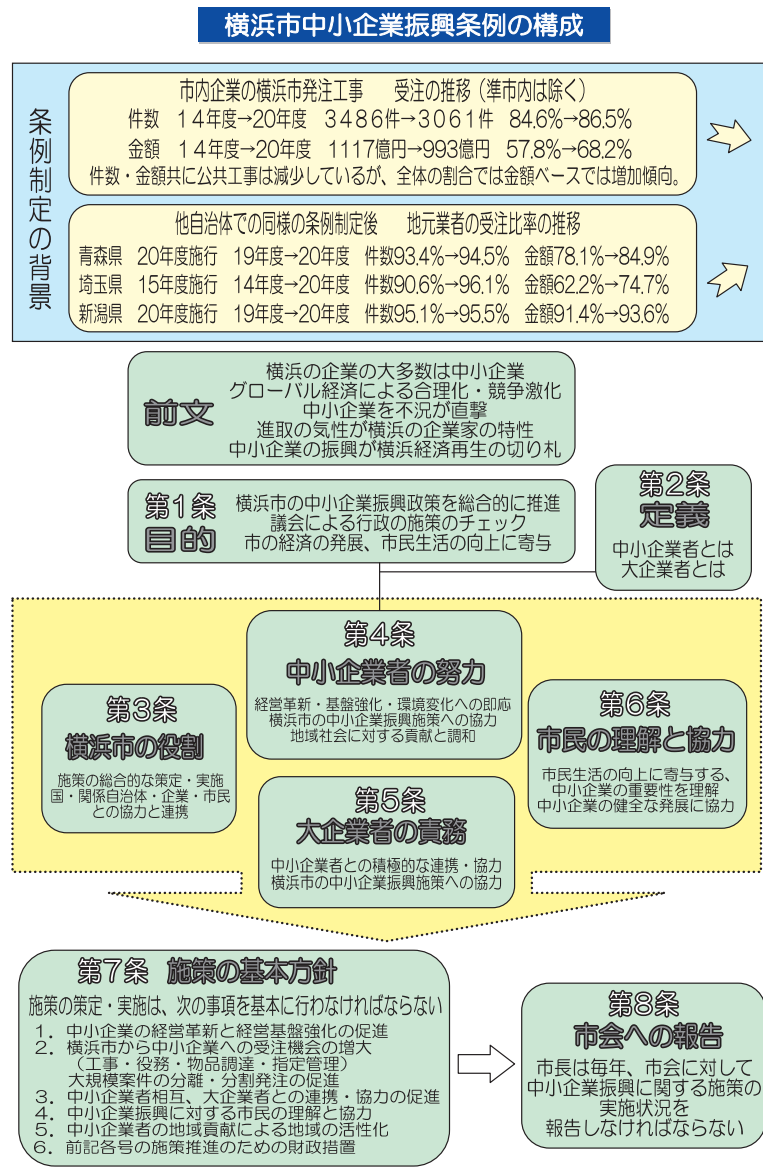 横浜市中小企業振興条例の構成
条例制定の背景
市内企業の横浜市発注工事　受注の推移（準市内は除く）
件数　１４年度→20年度　３４８６件→３０６１件　84.6%→86.5%
金額　１４年度→20年度　１１１７億円→993億円　57.8%→68.2%
件数・金額共に公共工事は減少しているが、全体の割合では金額ベースでは増加傾向。
他自治体での同様の条例制定後　地元業者の受注比率の推移
青森県　20年度施行　19年度→20年度　件数93.4%→94.5%　金額78.1%→84.9%
埼玉県　15年度施行　14年度→20年度　件数90.6%→96.1%　金額62.2%→74.7%
新潟県　20年度施行　19年度→20年度　件数95.1%→95.5%　金額91.4%→93.6%
前文
横浜の企業の大多数は中小企業
グローバル経済による合理化・競争激化
中小企業を不況が直撃
進取の気性が横浜の企業家の特性
中小企業の振興が横浜経済再生の切り札
第１条
目的
横浜市の中小企業振興政策を総合的に推進
議会による行政の施策のチェック
市の経済の発展、市民生活の向上に寄与
第２条
定義
中小企業者とは
大企業者とは
第３条
横浜市の役割
施策の総合的な策定・実施
国・関係自治体・企業・市民
との協力と連携
第４条
中小企業者の努力
経営革新・基盤強化・環境変化への即応
横浜市の中小企業振興施策への協力
地域社会に対する貢献と調和
第５条
大企業者の責務
中小企業者との積極的な連携・協力
横浜市の中小企業振興施策への協力
第６条
市民の理解と協力
市民生活の向上に寄与する、
中小企業の重要性を理解
中小企業の健全な発展に協力
第７条　施策の基本方針
施策の策定・実施は、次の事項を基本に行わなければならない
１．中小企業の経営革新と経営基盤強化の促進
２．横浜市から中小企業への受注機会の増大
（工事・役務・物品調達・指定管理）
大規模案件の分離・分割発注の促進
３．中小企業者相互、大企業者との連携・協力の促進
４．中小企業振興に対する市民の理解と協力
５．中小企業者の地域貢献による地域の活性化
６．前記各号の施策推進のための財政措置
第８条
市会への報告
市長は毎年、市会に対して
中小企業振興に関する施策の
実施状況を
報告しなければならない